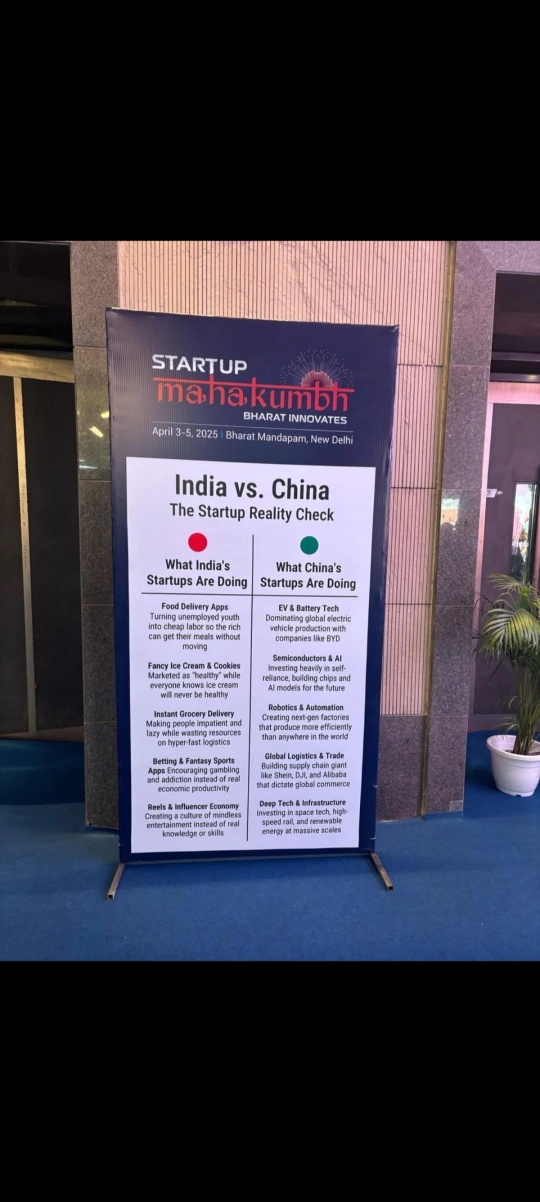 STARTUP
mahakumbh
BHARAT INNOVATES
April 3-5, 2025 | Bharat Mandapam, New Delhi
India vs. China
The Startup Reality Check
What India's
Startups Are Doing
Food Delivery Apps
Turning unemployed youth
into cheap labor so the rich
can get their meals without
moving
Fancy Ice Cream & Cookies
Marketed as "healthy" while
everyone knows ice cream
will never be healthy
Instant Grocery Delivery
Making people impatient and
lazy while wasting resources
on hyper-fast logistics
Betting & Fantasy Sports
Apps Encouraging gambling
and addiction instead of real
economic productivity
Reels & Influencer Economy
Creating a culture of mindless
entertainment instead of real
knowledge or skills
What China's
Startups Are Doing
EV & Battery Tech
Dominating global electric
vehicle production with
companies like BYD
Semiconductors & AI
Investing heavily in self-
reliance, building chips and
AI models for the future
Robotics & Automation
Creating next-gen factories
that produce more efficiently
than anywhere in the world
Global Logistics & Trade
Building supply chain giant
like Shein, DJI, and Alibaba
that dictate global commerce
Deep Tech & Infrastructure
Investing in space tech, high-
speed rail, and renewable
energy at massive scales